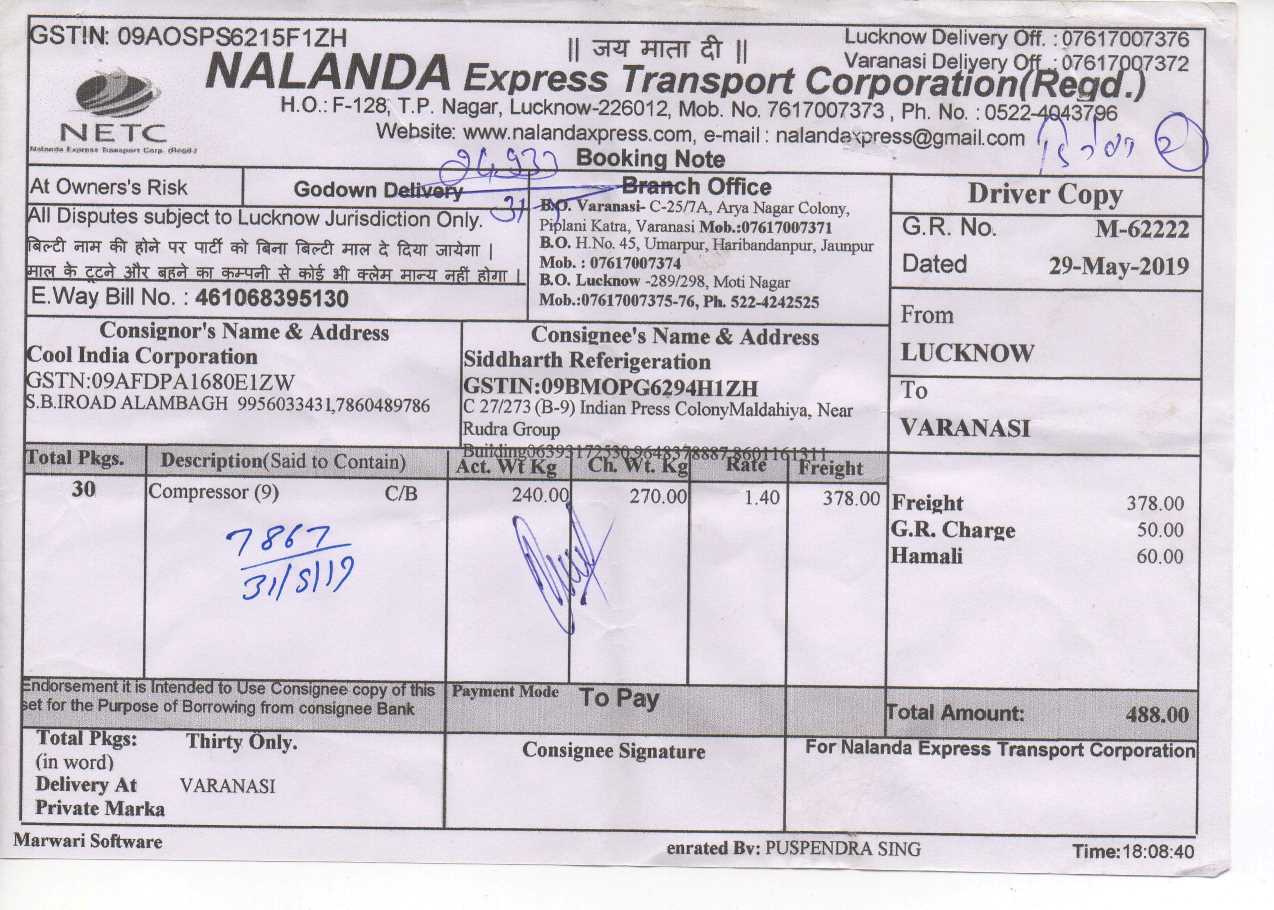 GSTIN: 09AOSPS6215F1ZH
|| जय माता दी ||
Lucknow Delivery Off. : 07617007376
Varanasi Delivery Off. : 07617007372
NALANDA Express Transport Corporation(Regd.)
H.O.: F-128, T.P. Nagar, Lucknow-226012, Mob. No. 7617007373 , Ph. No. : 0522-4043796
Website: www.nalandaxpress.com, e-mail : nalandaxpress@gmail.com
NETC
Nalanda Express Transport Corp. (Regd.)
Booking Note
At Owners's Risk
Godown Delivery
All Disputes subject to Lucknow Jurisdiction Only.
बिल्टी नाम की होने पर पार्टी को बिना बिल्टी माल दे दिया जायेगा |
माल के टूटने और बहने का कम्पनी से कोई भी क्लेम मान्य नहीं होगा |
E.Way Bill No. : 461068395130
Branch Office
B.O. Varanasi- C-25/7A, Arya Nagar Colony,
Piplani Katra, Varanasi Mob.:07617007371
B.O. H.No. 45, Umarpur, Haribandanpur, Jaunpur
Mob. : 07617007374
B.O. Lucknow -289/298, Moti Nagar
Mob.:07617007375-76, Ph. 522-4242525
Driver Copy
G.R. No. M-62222
Dated 29-May-2019
From
LUCKNOW
To
VARANASI
Consignor's Name & Address
Cool India Corporation
GSTN:09AFDPA1680E1ZW
S.B.IROAD ALAMBAGH 9956033431,7860489786
Consignee's Name & Address
Siddharth Referigeration
GSTIN:09BMOPG6294H1ZH
C 27/273 (B-9) Indian Press ColonyMaldahiya, Near
Rudra Group
Building06393172530,9648378887,8601161311
Total Pkgs. Description(Said to Contain) Act. Wt Kg Ch. Wt. Kg Rate Freight
30 Compressor (9) C/B 240.00 270.00 1.40 378.00
7867
31/5/19
Freight 378.00
G.R. Charge 50.00
Hamali 60.00
Endorsement it is Intended to Use Consignee copy of this
set for the Purpose of Borrowing from consignee Bank
Payment Mode To Pay
Total Amount: 488.00
Total Pkgs: Thirty Only.
(in word)
Delivery At VARANASI
Private Marka
Consignee Signature
For Nalanda Express Transport Corporation
Marwari Software
enrated By: PUSPENDRA SING
Time:18:08:40